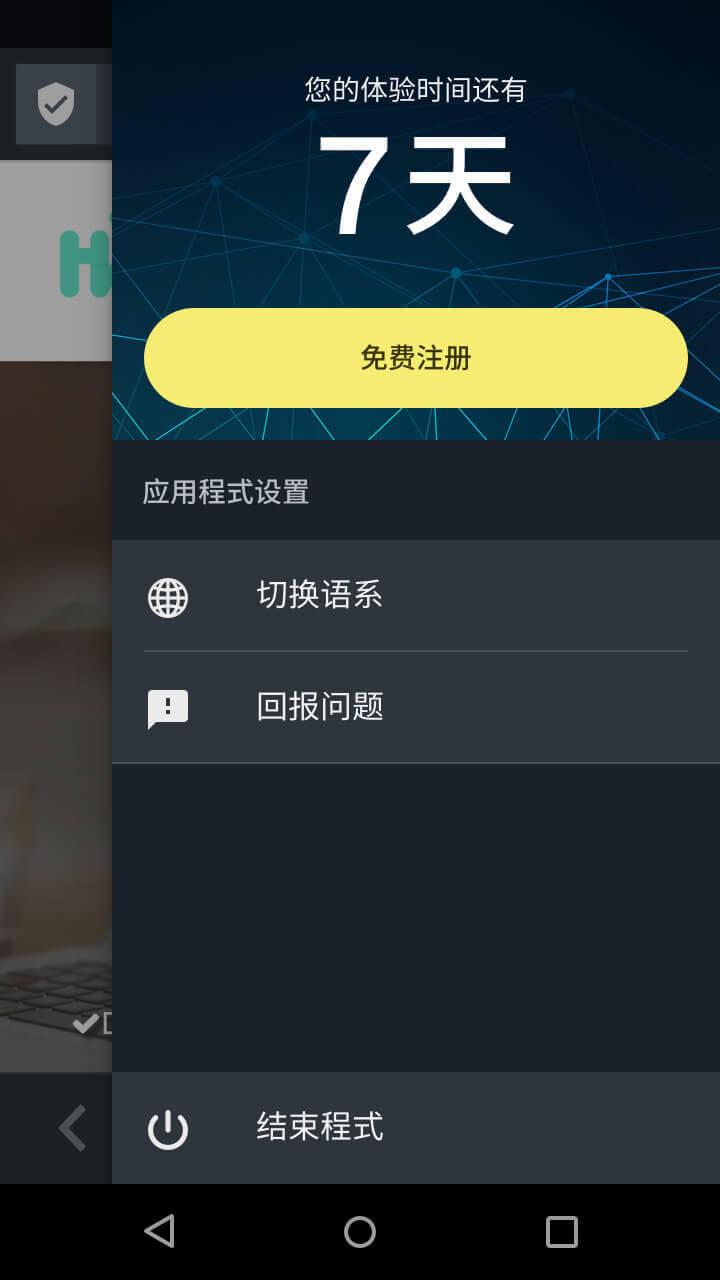 您的体验时间还有
7天
免费注册
应用程式设置
切换语系
回报问题
结束程式